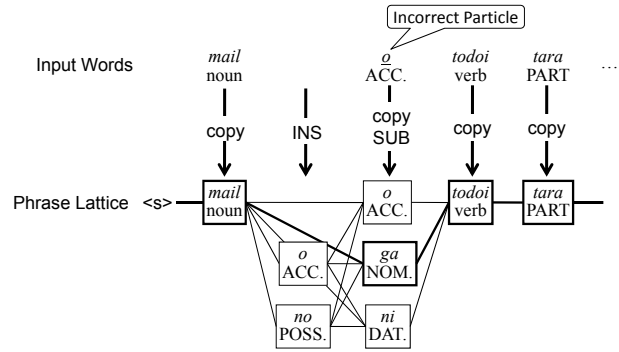 Incorrect Particle
Input Words
mail
noun
o
ACC.
todoi
verb
tara
PART
...
copy
INS
copy
SUB
copy
copy
Phrase Lattice
<s>
mail
noun
o
ACC.
todoi
verb
tara
PART
o
ACC.
ga
NOM.
no
POSS.
ni
DAT.